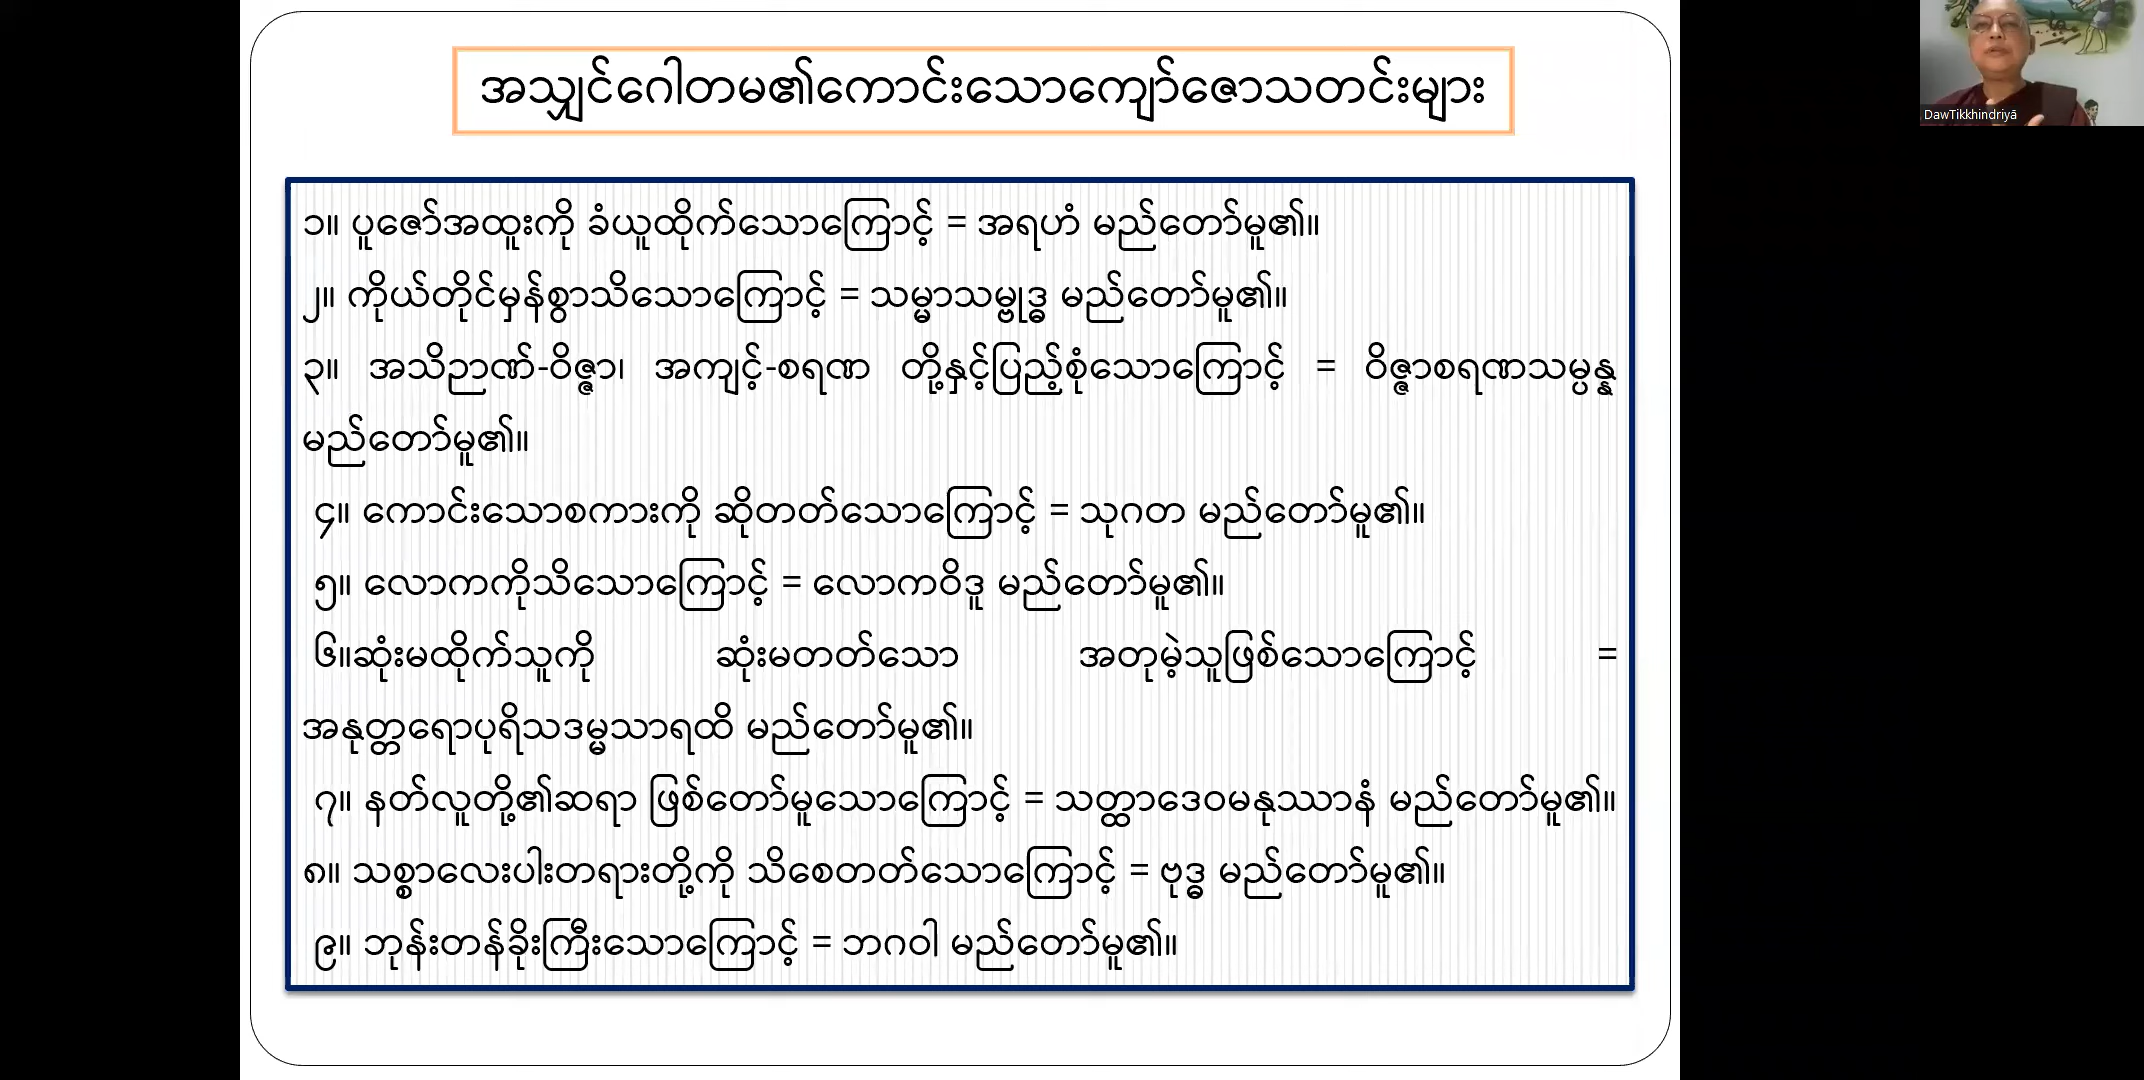 အသျှင်ဂေါတမ၏ကောင်းသောကျော်ဇောသတင်းများ
DawTikkhindriyā
၁။ ပူဇော်အထူးကို ခံယူထိုက်သောကြောင့် = အရဟံ မည်တော်မူ၏။
၂။ ကိုယ်တိုင်မှန်စွာသိသောကြောင့် = သမ္မာသမ္ဗုဒ္ဓ မည်တော်မူ၏။
၃။ အသိဉာဏ်-ဝိဇ္ဇာ၊ အကျင့်-စရဏ တို့နှင့်ပြည့်စုံသောကြောင့် = ဝိဇ္ဇာစရဏသမ္ပန္န
မည်တော်မူ၏။
၄။ ကောင်းသောစကားကို ဆိုတတ်သောကြောင့် = သုဂတ မည်တော်မူ၏။
၅။ လောကကိုသိသောကြောင့် = လောကဝိဒူ မည်တော်မူ၏။
၆။ဆုံးမထိုက်သူကို ဆုံးမတတ်သော အတုမဲ့သူဖြစ်သောကြောင့် =
အနုတ္တရောပုရိသဒမ္မသာရထိ မည်တော်မူ၏။
၇။ နတ်လူတို့၏ဆရာ ဖြစ်တော်မူသောကြောင့် = သတ္ထာဒေဝမနုဿာနံ မည်တော်မူ၏။
၈။ သစ္စာလေးပါးတရားတို့ကို သိစေတတ်သောကြောင့် = ဗုဒ္ဓ မည်တော်မူ၏။
၉။ ဘုန်းတန်ခိုးကြီးသောကြောင့် = ဘဂဝါ မည်တော်မူ၏။